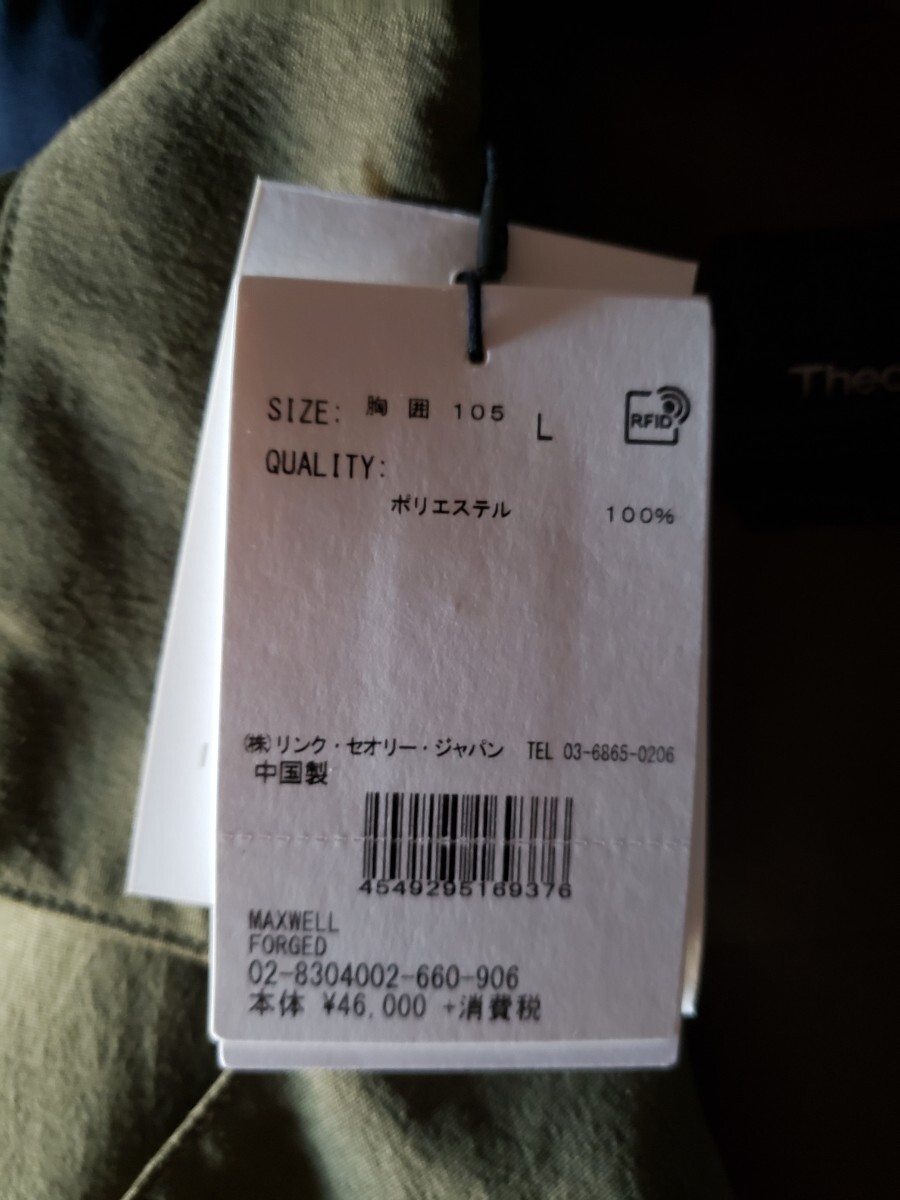 SIZE: 胸囲 105 L
RFID
QUALITY:
ポリエステル 100%
㈱リンク・セオリー・ジャパン TEL 03-6865-0206
中国製
4549295169376
MAXWELL
FORGED
02-8304002-660-906
本体 ¥46,000 +消費税